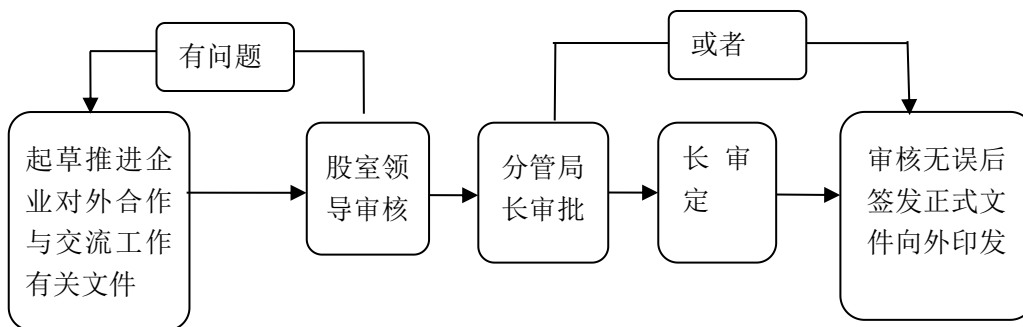 有问题
或者
起草推进企
业对外合作
与交流工作
有关文件
股室领
导审核
分管局
长审批
长 审
定
审核无误后
签发正式文
件向外印发